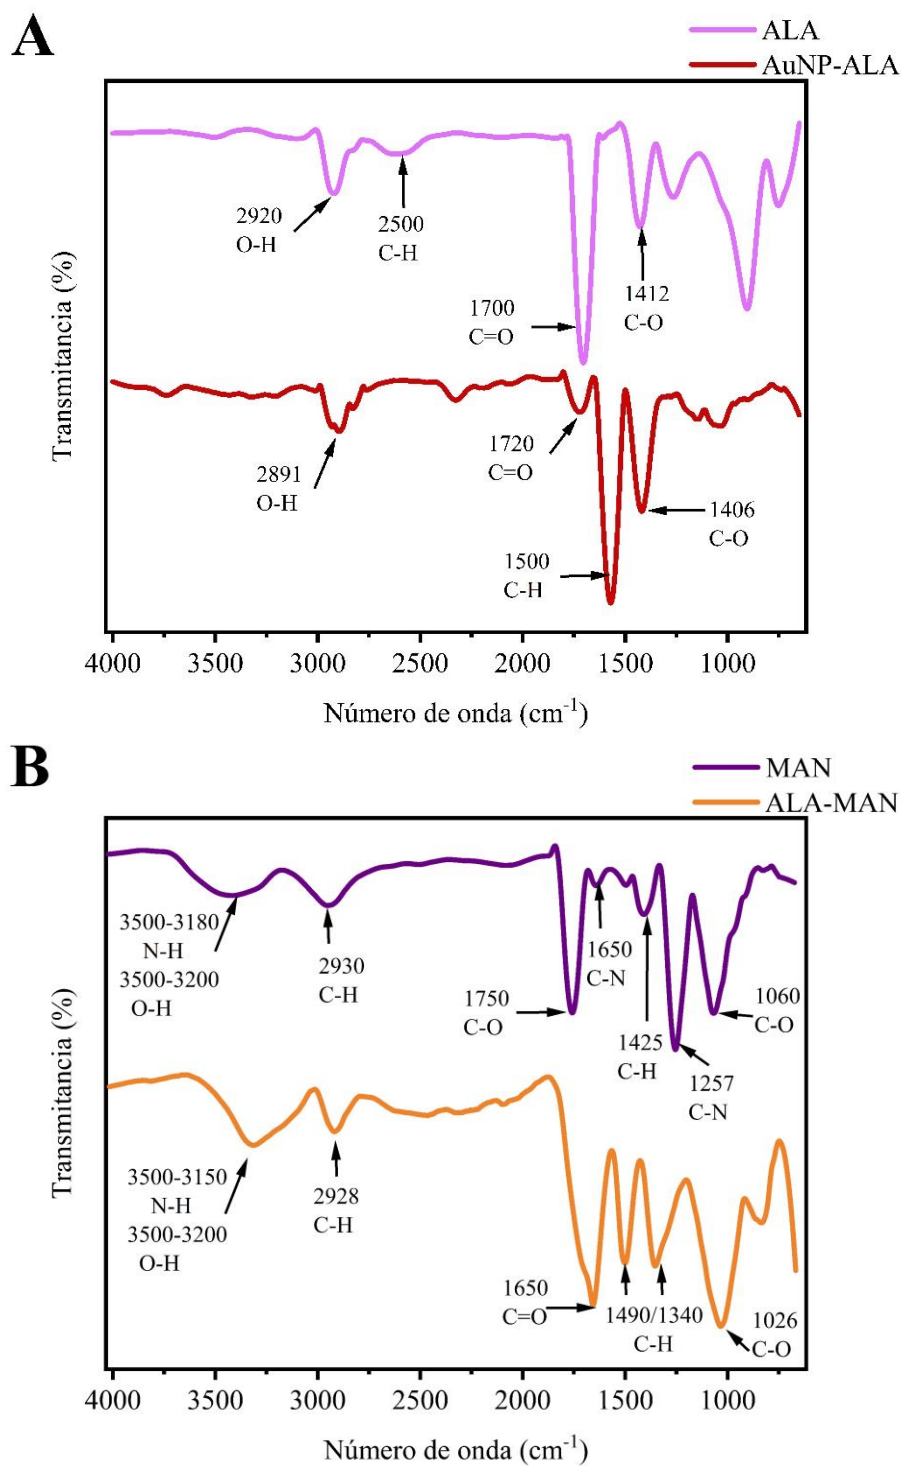 A
ALA
AuNP-ALA
2920
O-H
2500
C-H
1700
C=O
1412
C-O
2891
O-H
1720
C=O
1406
C-O
1500
C-H
Transmitancia (%)
4000 3500 3000 2500 2000 1500 1000
Número de onda (cm⁻¹)
B
MAN
ALA-MAN
3500-3180
N-H
3500-3200
O-H
2930
C-H
1750
C-O
1650
C-N
1425
C-H
1257
C-N
1060
C-O
3500-3150
N-H
3500-3200
O-H
2928
C-H
1650
C=O
1490/1340
C-H
1026
C-O
Transmitancia (%)
4000 3500 3000 2500 2000 1500 1000
Número de onda (cm⁻¹)